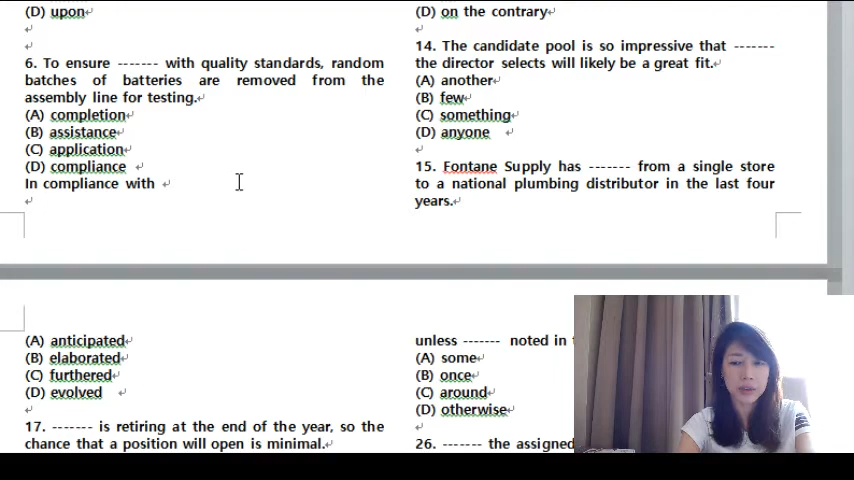 (D) upon
6. To ensure ------- with quality standards, random
batches of batteries are removed from the
assembly line for testing.
(A) completion
(B) assistance
(C) application
(D) compliance
In compliance with
(D) on the contrary
14. The candidate pool is so impressive that -------
the director selects will likely be a great fit.
(A) another
(B) few
(C) something
(D) anyone
15. Fontane Supply has ------- from a single store
to a national plumbing distributor in the last four
years.
(A) anticipated
(B) elaborated
(C) furthered
(D) evolved
17. ------- is retiring at the end of the year, so the
chance that a position will open is minimal.
unless ------- noted in
(A) some
(B) once
(C) around
(D) otherwise
26. ------- the assigned